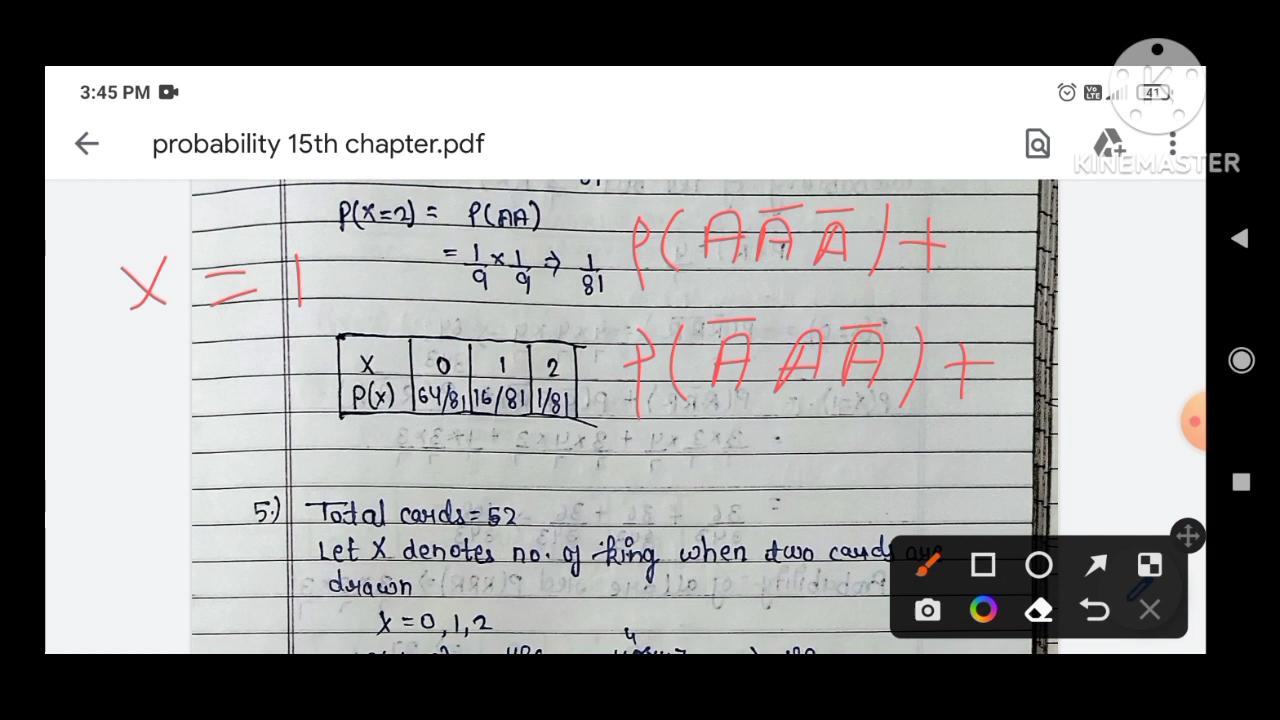 3:45 PM
41
probability 15th chapter.pdf
KINEMASTER
P(X=2) = P(AA)
= 1/9 × 1/9 ⇒ 1/81
X = 1
P(A A̅ A̅) +
P(A̅ A A̅) +
X 0 1 2
P(x) 64/81 16/81 1/81
5.) Total cards = 52
Let X denotes no. of king when two cards are
drawn
X = 0, 1, 2